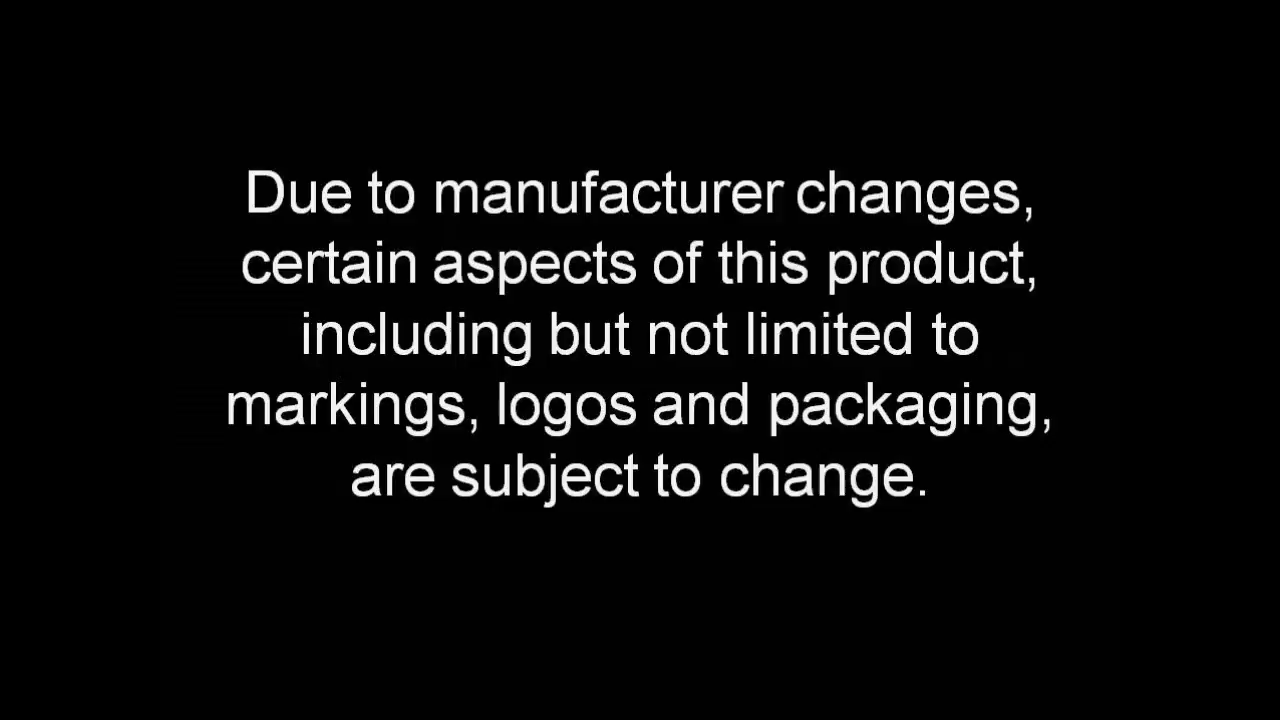 Due to manufacturer changes,
certain aspects of this product,
including but not limited to
markings, logos and packaging,
are subject to change.